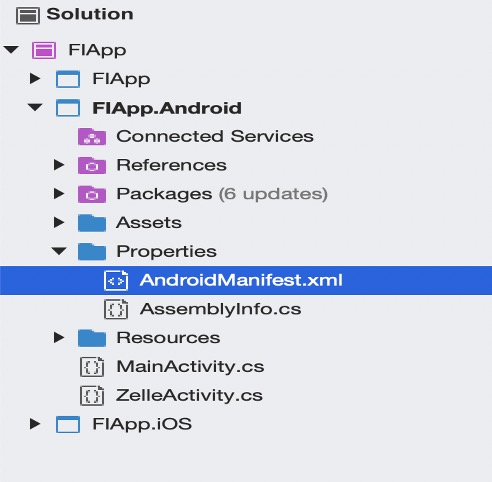 Solution
FIApp
FIApp
FIApp.Android
Connected Services
References
Packages (6 updates)
Assets
Properties
AndroidManifest.xml
AssemblyInfo.cs
Resources
MainActivity.cs
ZelleActivity.cs
FIApp.iOS